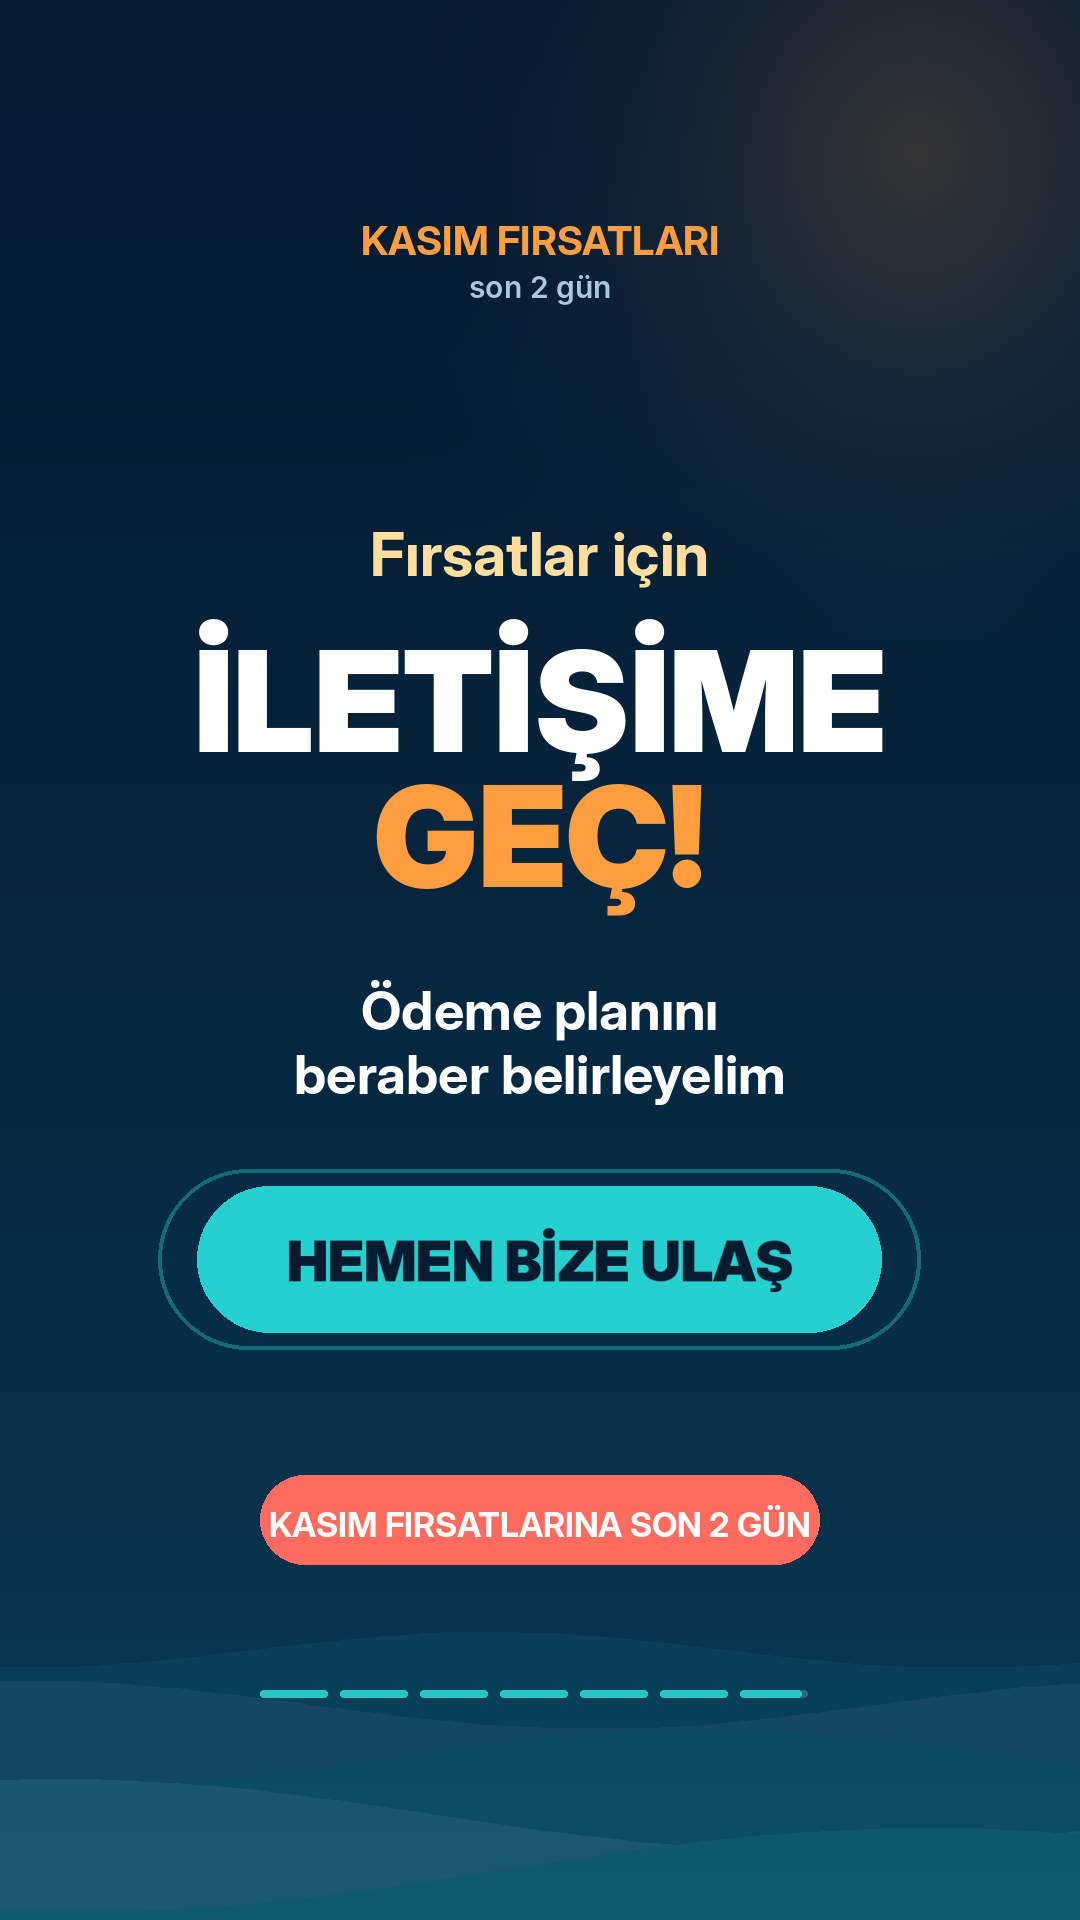 KASIM FIRSATLARI
son 2 gün
Fırsatlar için
İLETİŞİME
GEÇ!
Ödeme planını
beraber belirleyelim
HEMEN BİZE ULAŞ
KASIM FIRSATLARINA SON 2 GÜN